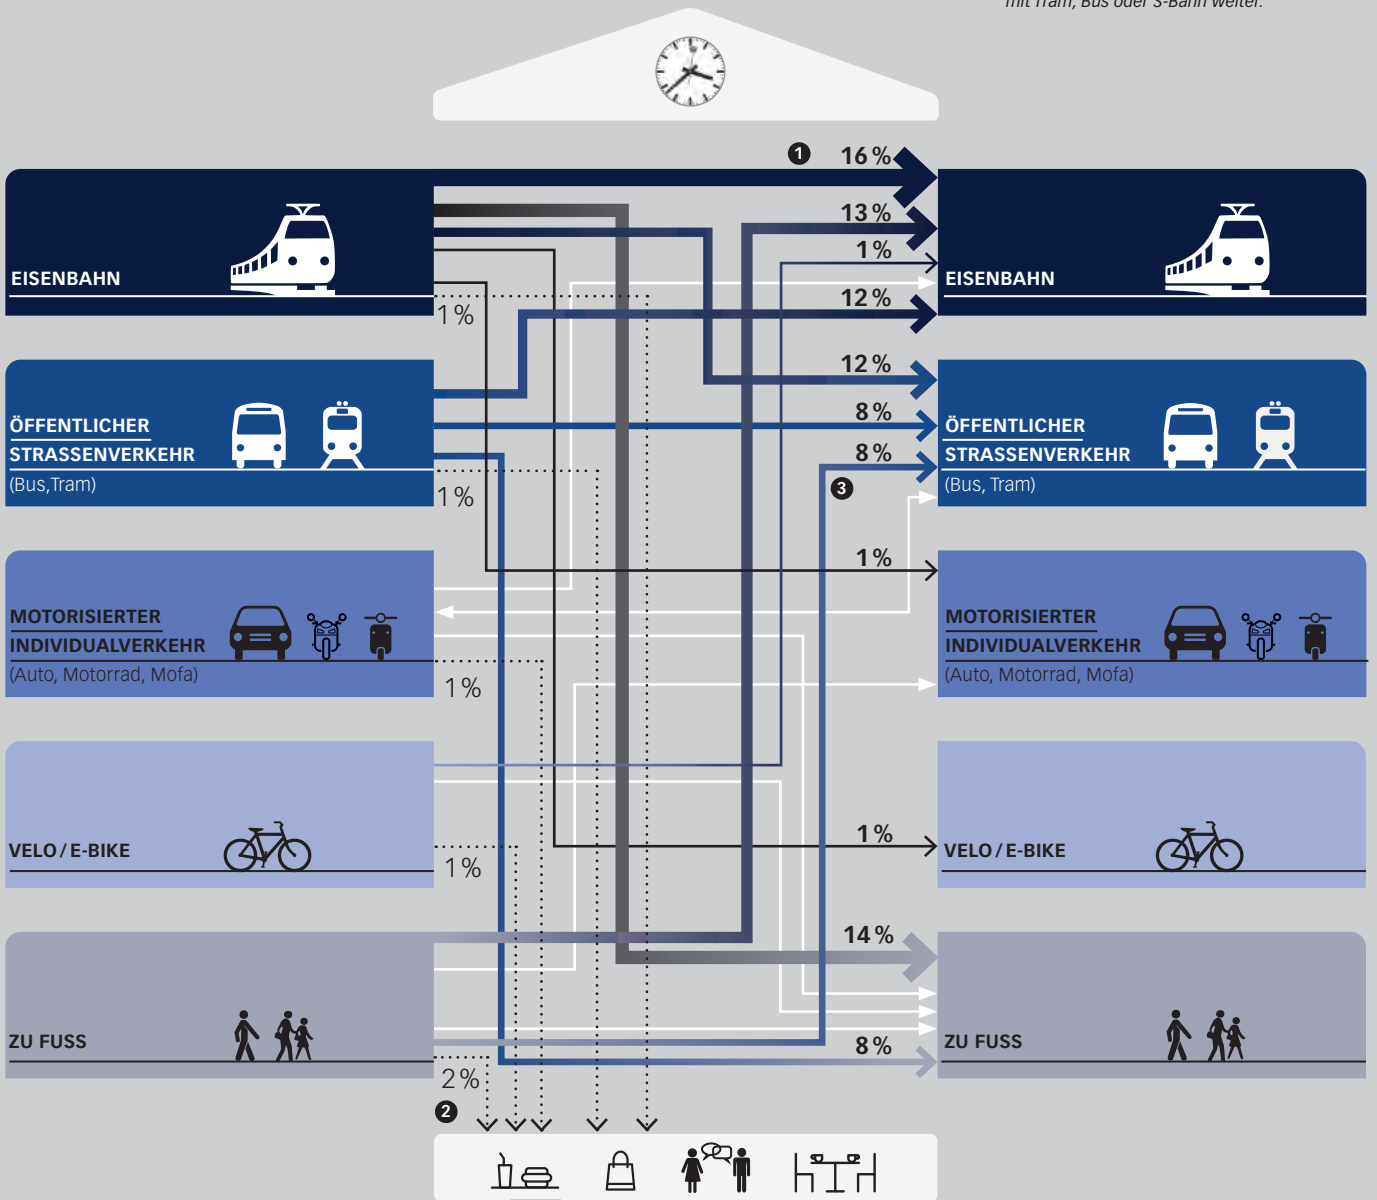 mit Tram, Bus oder S-Bahn weiter.
1 16 %
13 %
1 %
EISENBAHN
EISENBAHN
1 %
12 %
12 %
8 %
ÖFFENTLICHER
STRASSENVERKEHR
(Bus,Tram)
ÖFFENTLICHER
STRASSENVERKEHR
(Bus, Tram)
8 %
3
1 %
1 %
MOTORISIERTER
INDIVIDUALVERKEHR
(Auto, Motorrad, Mofa)
MOTORISIERTER
INDIVIDUALVERKEHR
(Auto, Motorrad, Mofa)
1 %
1 %
VELO / E-BIKE
VELO / E-BIKE
1 %
14 %
ZU FUSS
ZU FUSS
8 %
2 %
2